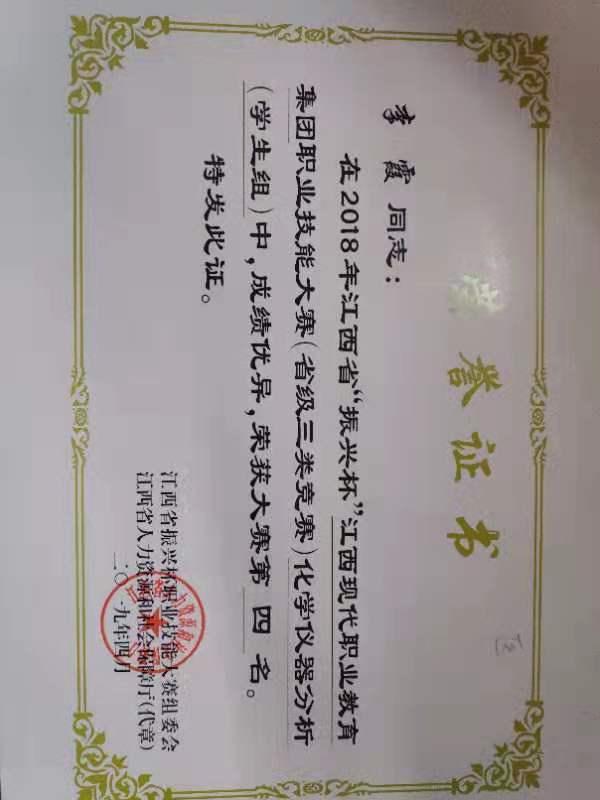 荣誉证书
李霞 同志：
在2018年江西省“振兴杯”江西现代职业教育
集团职业技能大赛（省级三类竞赛）化学仪器分析
（学生组）中，成绩优异，荣获大赛第 四 名。
特发此证。
江西省振兴杯职业技能大赛组委会
江西省人力资源和社会保障厅（代章）
二〇一九年四月